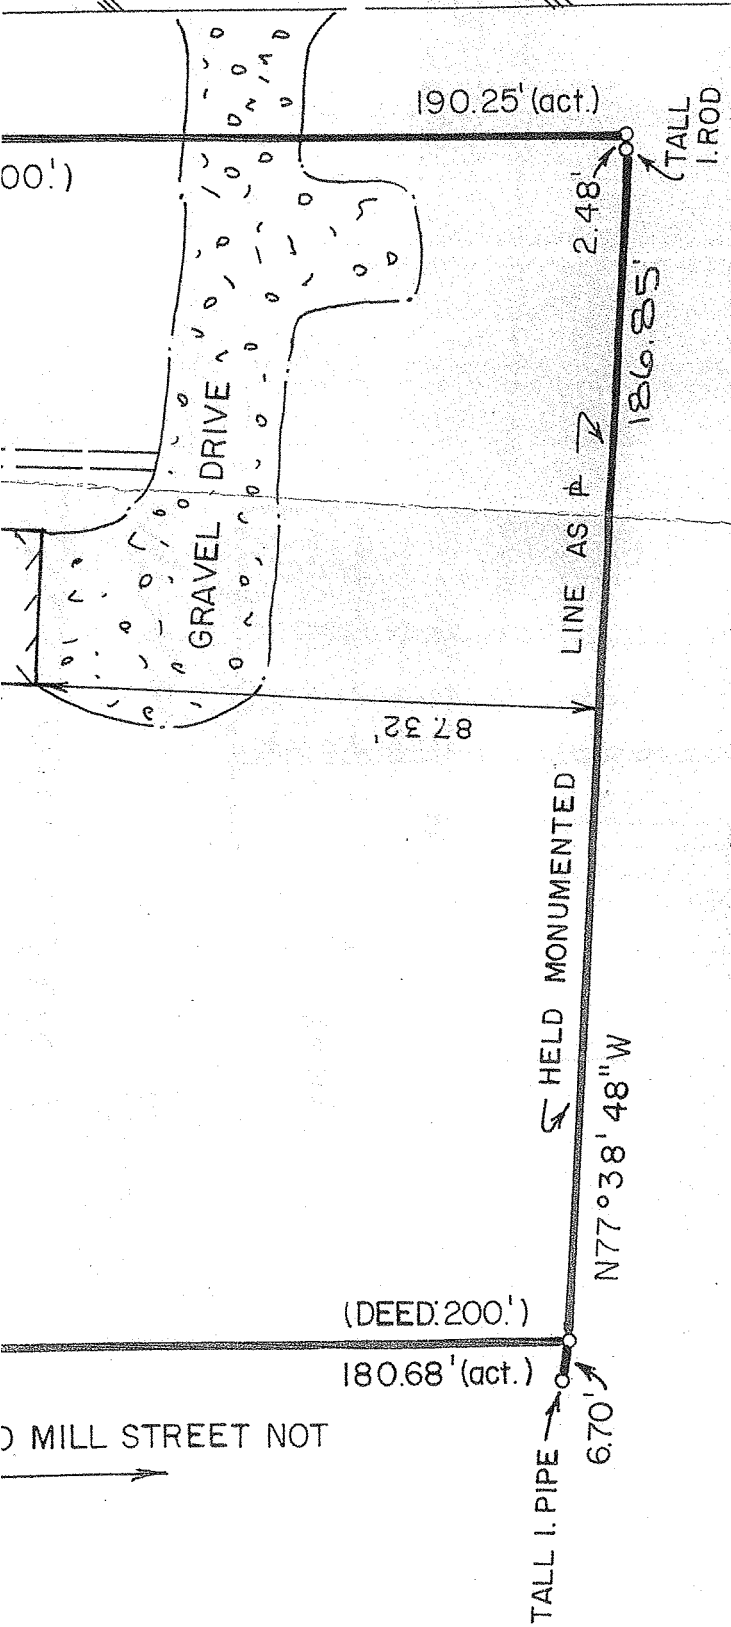 190.25' (act.)
00.')
TALL
I. ROD
2.48'
186.85'
GRAVEL DRIVE
87.32'
HELD MONUMENTED LINE AS ⅊
N77°38'48"W
(DEED: 200.')
180.68' (act.)
6.70'
TALL I. PIPE
MILL STREET NOT